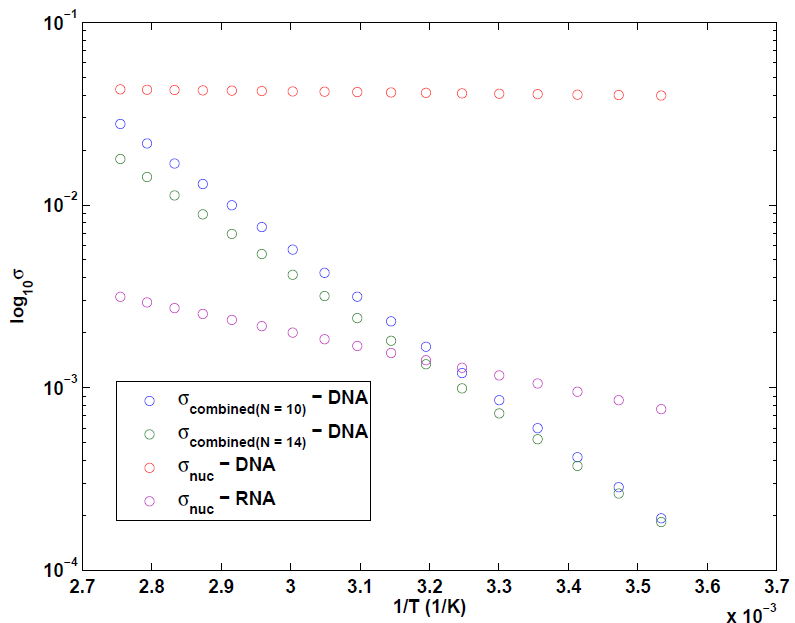 10⁻¹
10⁻²
10⁻³
10⁻⁴
log₁₀σ
σcombined(N = 10) − DNA
σcombined(N = 14) − DNA
σnuc − DNA
σnuc − RNA
2.7 2.8 2.9 3 3.1 3.2 3.3 3.4 3.5 3.6 3.7
1/T (1/K)
x 10⁻³